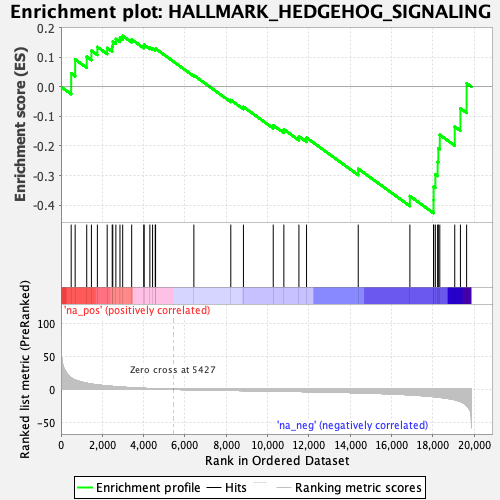 Enrichment plot: HALLMARK_HEDGEHOG_SIGNALING
Enrichment score (ES)
0.2
0.1
0.0
-0.1
-0.2
-0.3
-0.4
'na_pos' (positively correlated)
Ranked list metric (PreRanked)
100
50
0
-50
Zero cross at 5427
'na_neg' (negatively correlated)
0
2,000
4,000
6,000
8,000
10,000
12,000
14,000
16,000
18,000
20,000
Rank in Ordered Dataset
Enrichment profile
Hits
Ranking metric scores